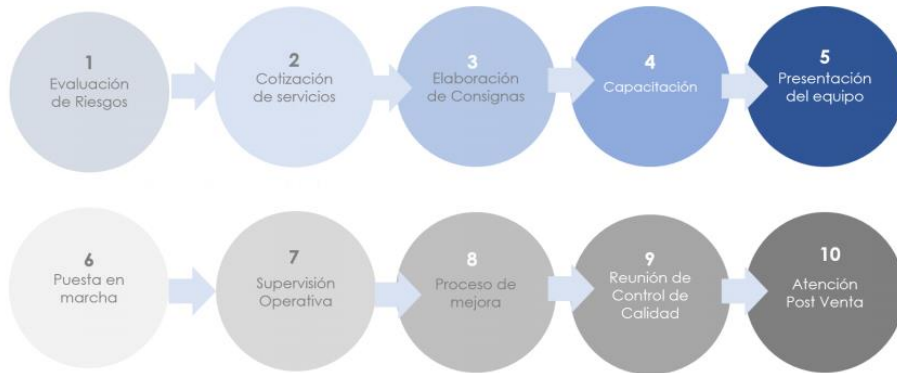 1
Evaluación
de Riesgos
2
Cotización
de servicios
3
Elaboración
de Consignas
4
Capacitación
5
Presentación
del equipo
6
Puesta en
marcha
7
Supervisión
Operativa
8
Proceso de
mejora
9
Reunión de
Control de
Calidad
10
Atención
Post Venta